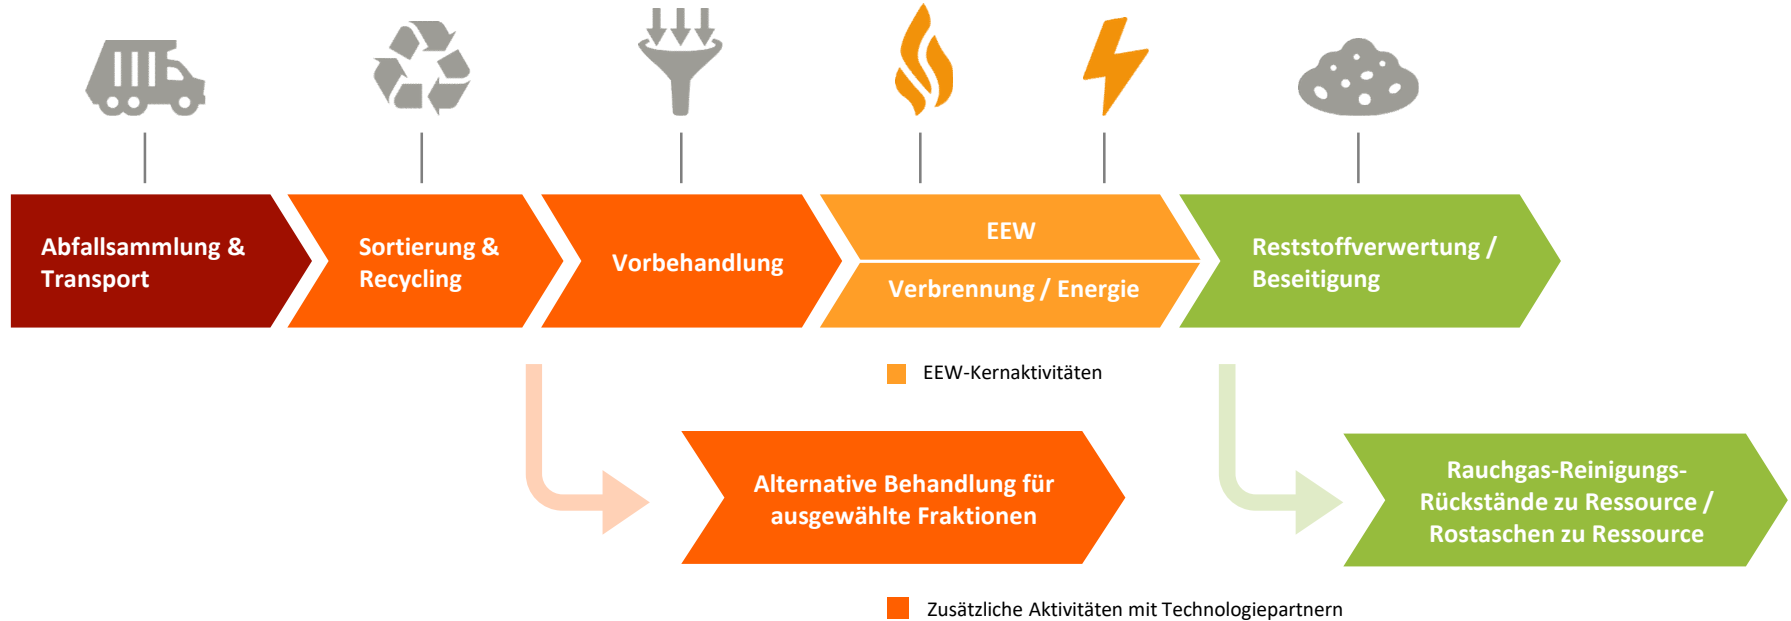 Abfallsammlung &
Transport
Sortierung &
Recycling
Vorbehandlung
EEW
Verbrennung / Energie
Reststoffverwertung /
Beseitigung
EEW-Kernaktivitäten
Alternative Behandlung für
ausgewählte Fraktionen
Rauchgas-Reinigungs-
Rückstände zu Ressource /
Rostaschen zu Ressource
Zusätzliche Aktivitäten mit Technologiepartnern